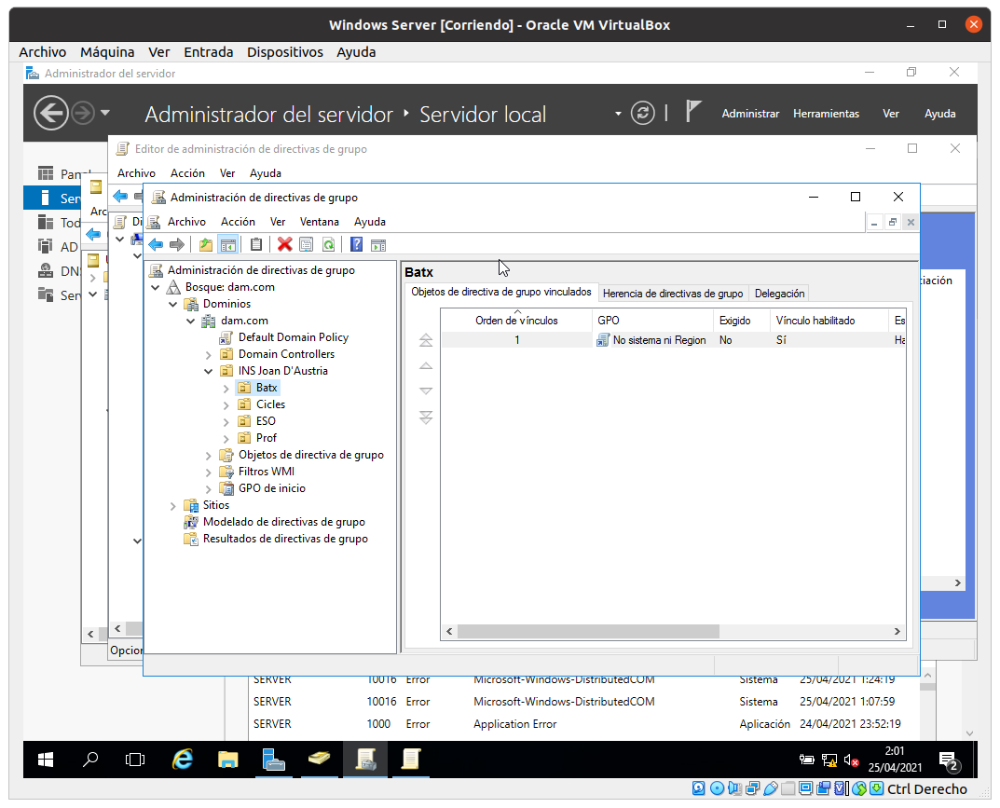 Windows Server [Corriendo] - Oracle VM VirtualBox
Archivo Máquina Ver Entrada Dispositivos Ayuda
Administrador del servidor
Administrador del servidor Servidor local
Administrar Herramientas Ver Ayuda
Editor de administración de directivas de grupo
Archivo Acción Ver Ayuda
Administración de directivas de grupo
Archivo Acción Ver Ventana Ayuda
Administración de directivas de grupo
Bosque: dam.com
Dominios
dam.com
Default Domain Policy
Domain Controllers
INS Joan D'Austria
Batx
Cicles
ESO
Prof
Objetos de directiva de grupo
Filtros WMI
GPO de inicio
Sitios
Modelado de directivas de grupo
Resultados de directivas de grupo
Batx
Objetos de directiva de grupo vinculados Herencia de directivas de grupo Delegación
Orden de vínculos GPO Exigido Vínculo habilitado Es
1 No sistema ni Region No Sí Ha
Pan
Ser
Tod
AD
DN
Ser
Arc
Di
ciación
Opcion
SERVER 10016 Error Microsoft-Windows-DistributedCOM Sistema 25/04/2021 1:24:19
SERVER 10016 Error Microsoft-Windows-DistributedCOM Sistema 25/04/2021 1:07:59
SERVER 1000 Error Application Error Aplicación 24/04/2021 23:52:19
2:01
25/04/2021
2
Ctrl Derecho